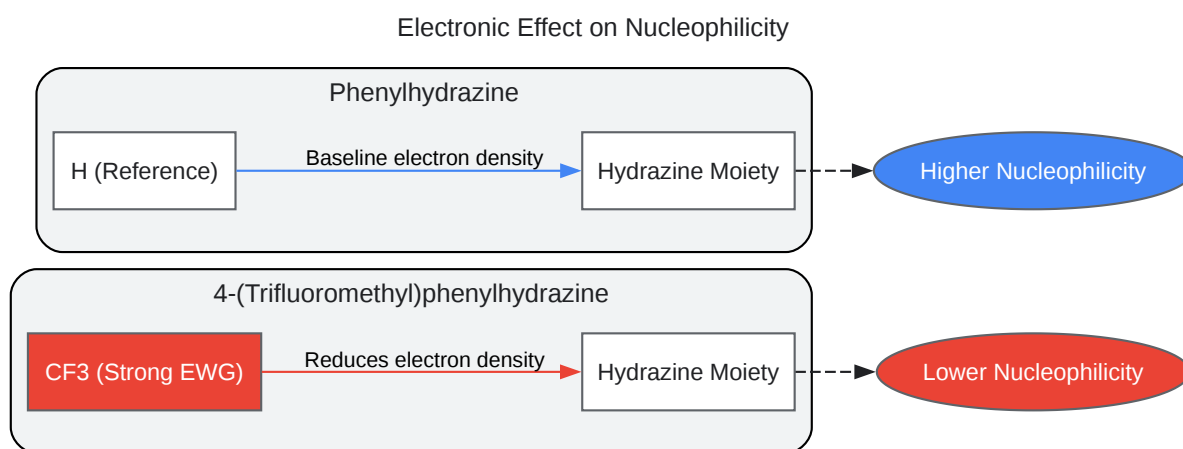 Electronic Effect on Nucleophilicity
Phenylhydrazine
H (Reference)
Baseline electron density
Hydrazine Moiety
Higher Nucleophilicity
4-(Trifluoromethyl)phenylhydrazine
CF3 (Strong EWG)
Reduces electron density
Hydrazine Moiety
Lower Nucleophilicity